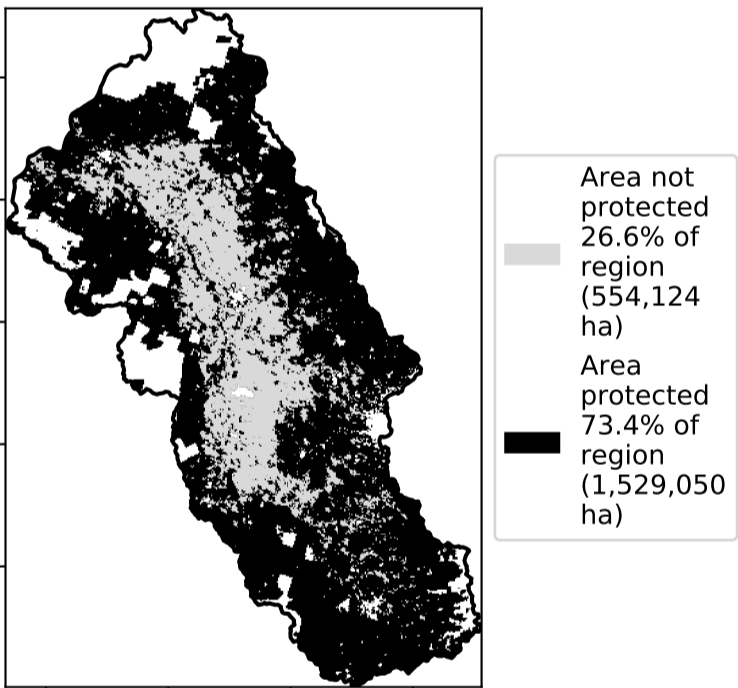 Area not
protected
26.6% of
region
(554,124
ha)
Area
protected
73.4% of
region
(1,529,050
ha)